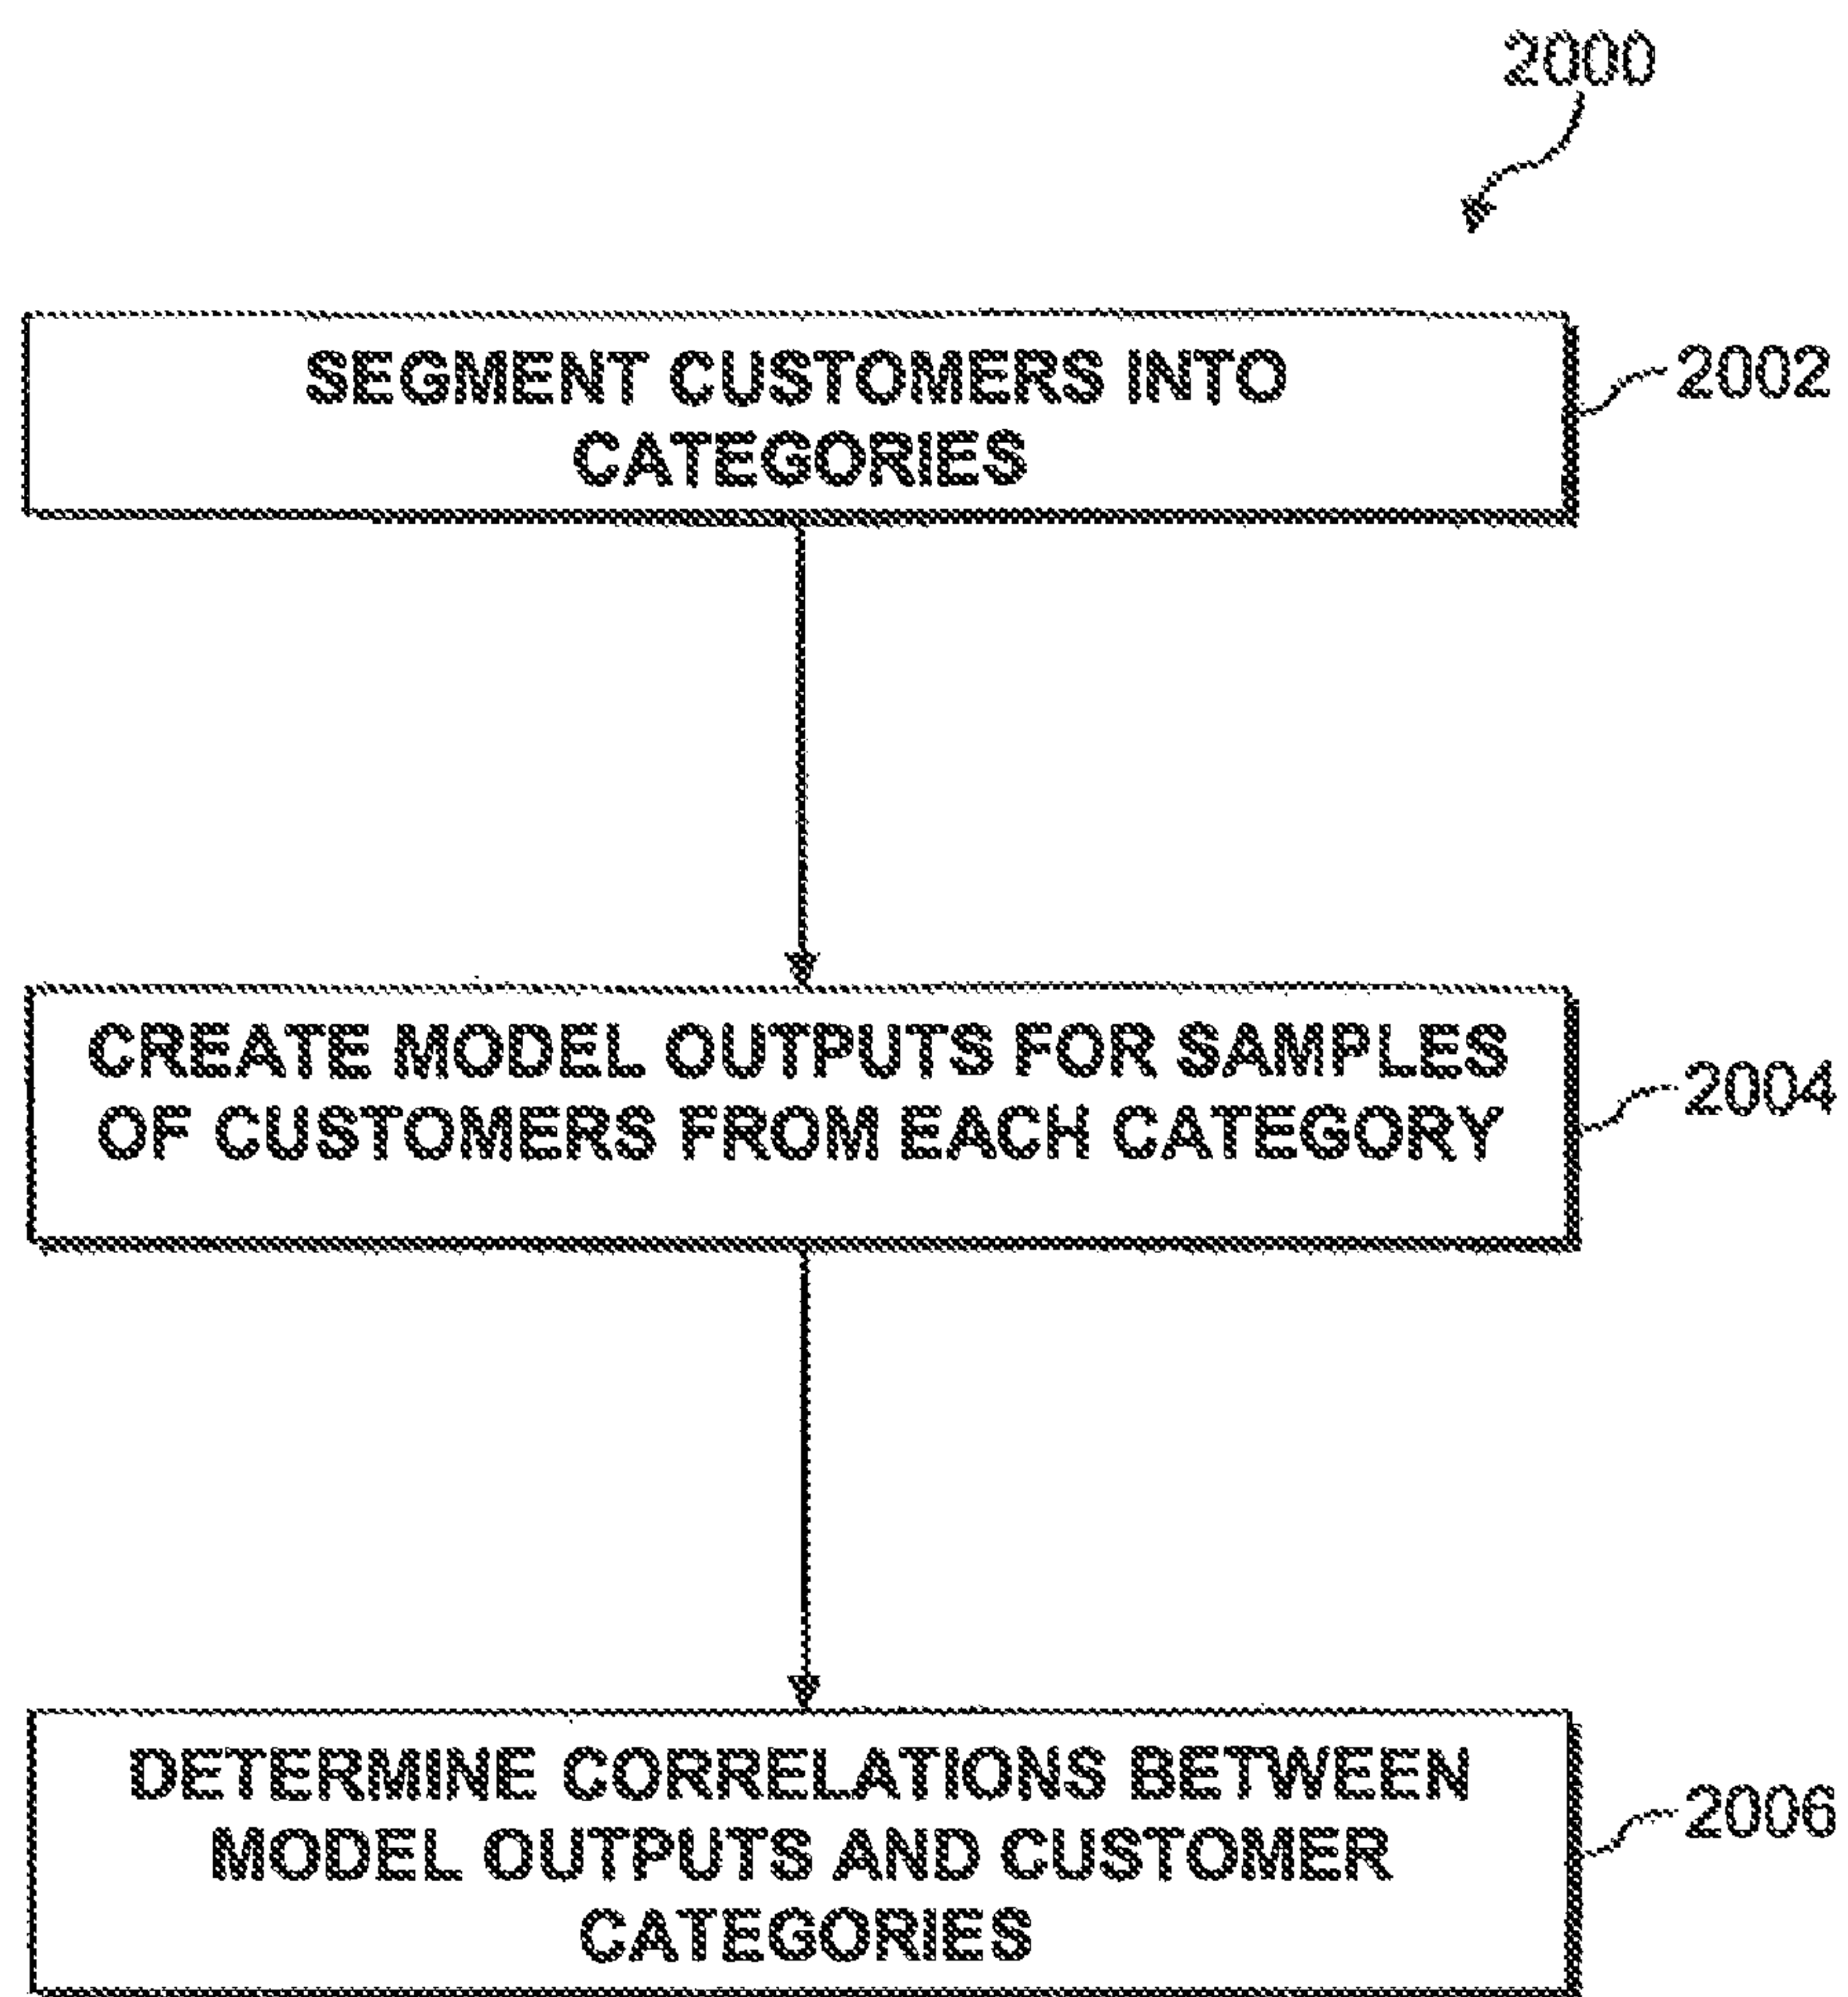 2000
SEGMENT CUSTOMERS INTO
CATEGORIES
2002
CREATE MODEL OUTPUTS FOR SAMPLES
OF CUSTOMERS FROM EACH CATEGORY
2004
DETERMINE CORRELATIONS BETWEEN
MODEL OUTPUTS AND CUSTOMER
CATEGORIES
2006